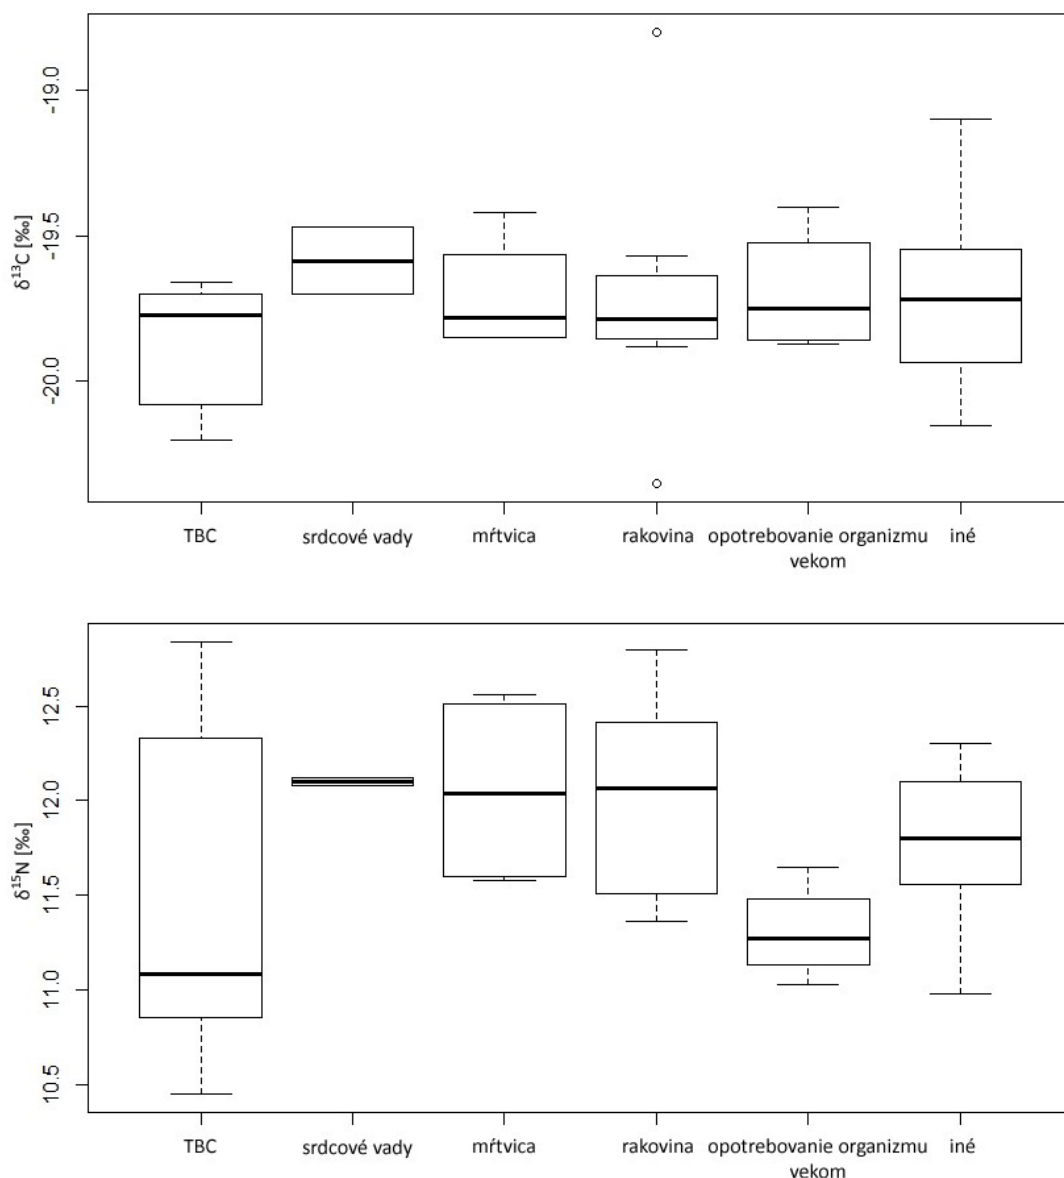 -19.0
-19.5
-20.0
δ¹³C [‰]
TBC
srdcové vady
mŕtvica
rakovina
opotrebovanie organizmu
vekom
iné
12.5
12.0
11.5
11.0
10.5
δ¹⁵N [‰]
TBC
srdcové vady
mŕtvica
rakovina
opotrebovanie organizmu
vekom
iné